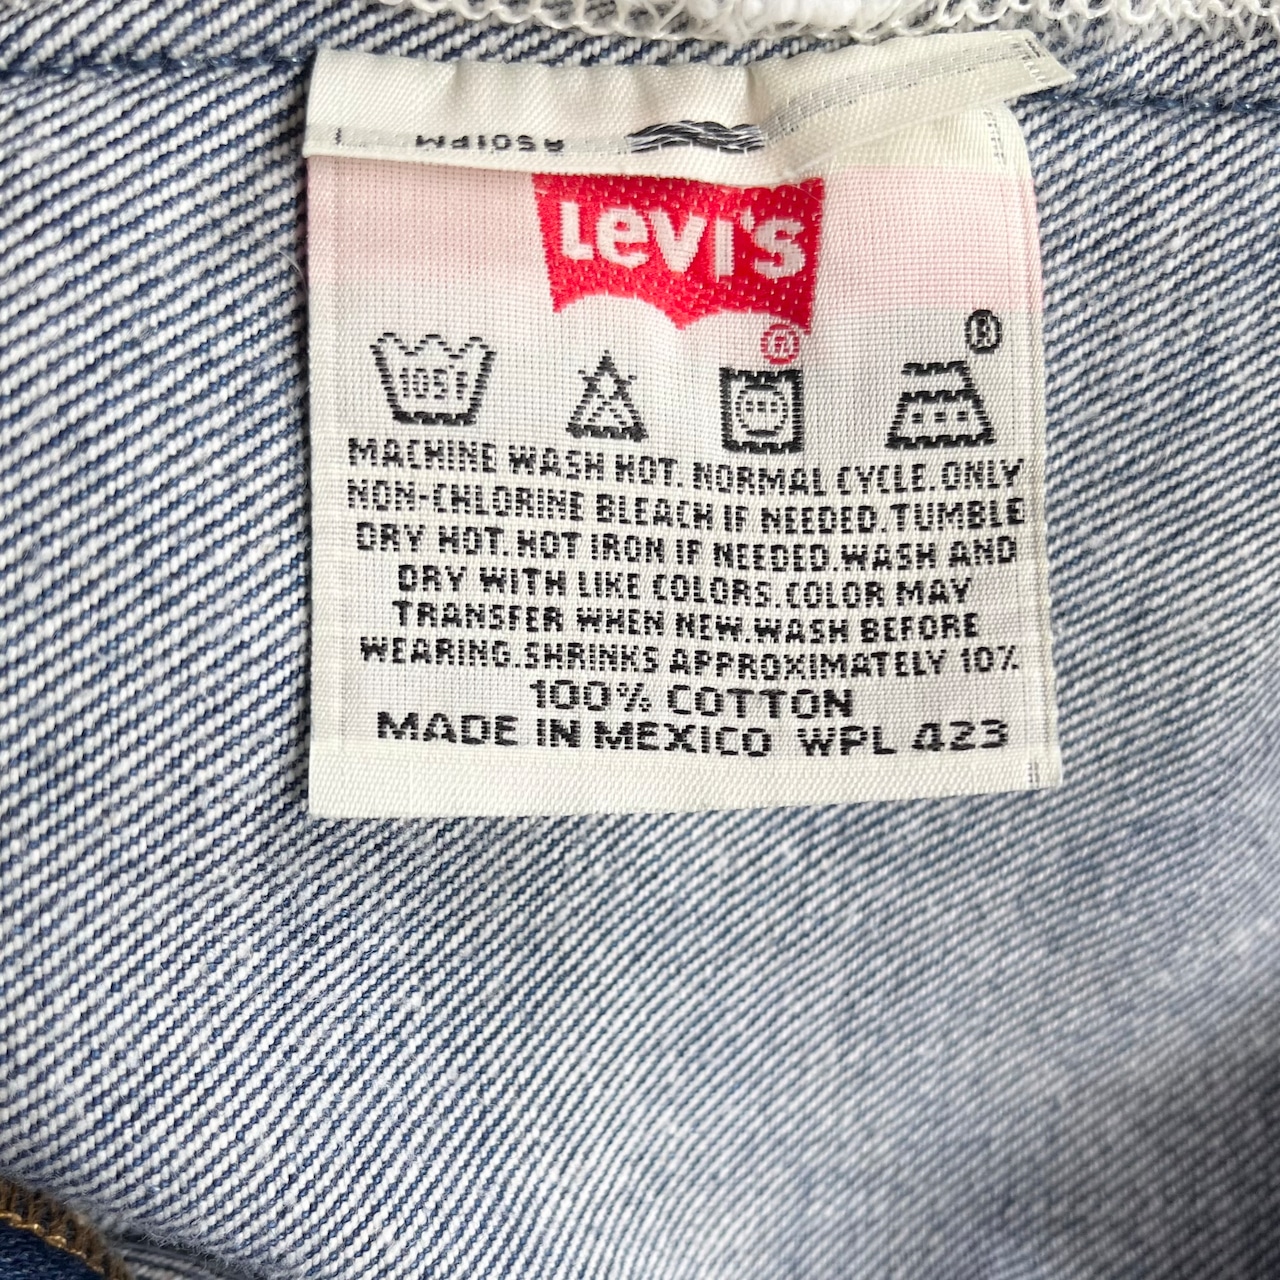 A501PM
LEVI'S
®
®
105F
MACHINE WASH HOT. NORMAL CYCLE. ONLY
NON-CHLORINE BLEACH IF NEEDED. TUMBLE
DRY HOT. HOT IRON IF NEEDED. WASH AND
DRY WITH LIKE COLORS. COLOR MAY
TRANSFER WHEN NEW. WASH BEFORE
WEARING. SHRINKS APPROXIMATELY 10%
100% COTTON
MADE IN MEXICO WPL 423